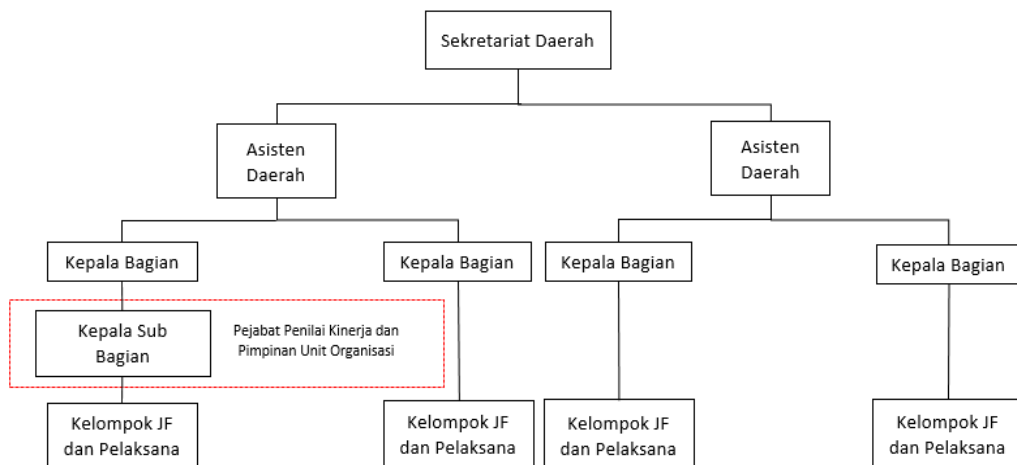 Sekretariat Daerah
Asisten
Daerah
Asisten
Daerah
Kepala Bagian
Kepala Bagian
Kepala Bagian
Kepala Bagian
Kepala Sub
Bagian
Pejabat Penilai Kinerja dan
Pimpinan Unit Organisasi
Kelompok JF
dan Pelaksana
Kelompok JF
dan Pelaksana
Kelompok JF
dan Pelaksana
Kelompok JF
dan Pelaksana